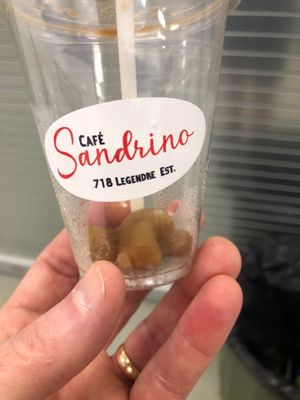 CAFÉ
Sandrino
718 LEGENDRE EST.